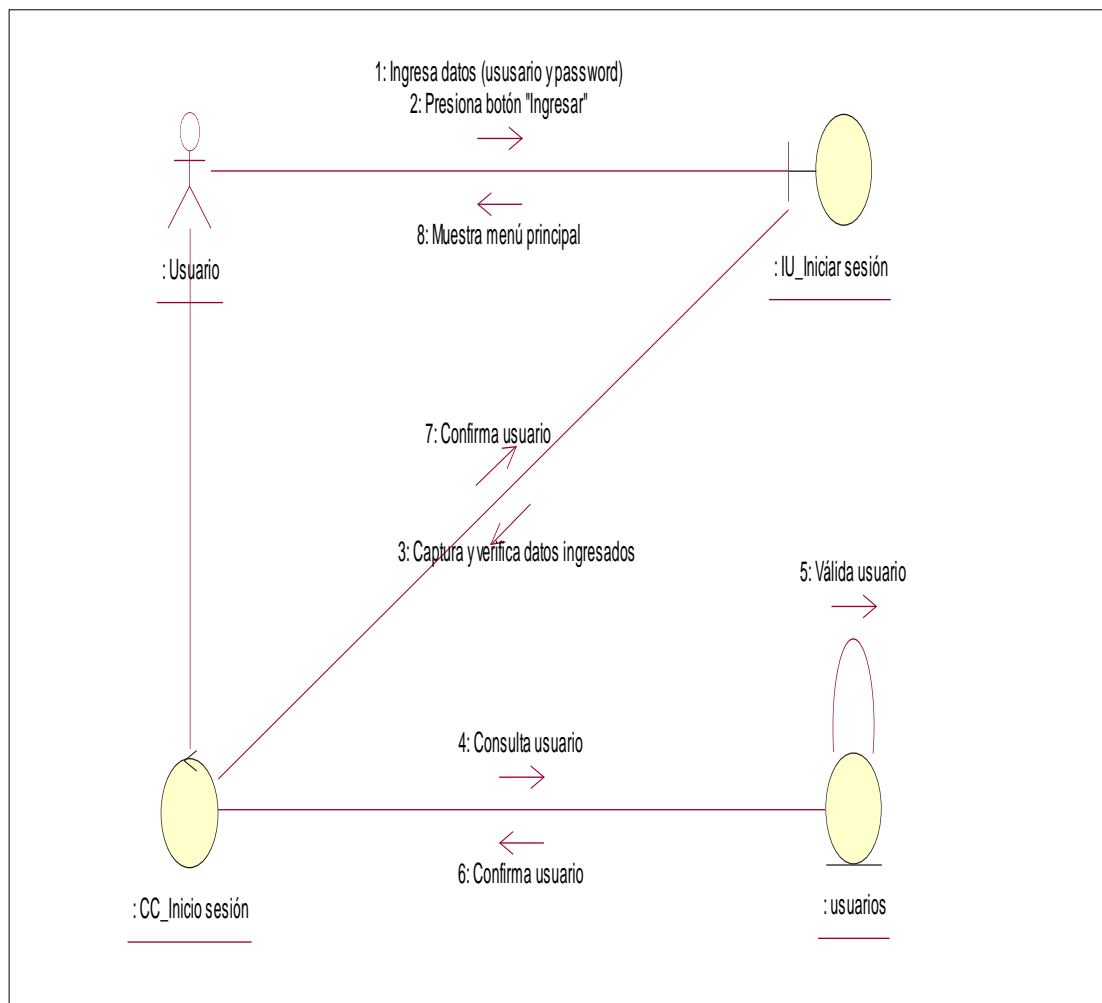 1: Ingresa datos (ususario y password)
2: Presiona botón "Ingresar"
8: Muestra menú principal
: Usuario
: IU_Iniciar sesión
7: Confirma usuario
3: Captura y verifica datos ingresados
5: Válida usuario
4: Consulta usuario
6: Confirma usuario
: CC_Inicio sesión
: usuarios